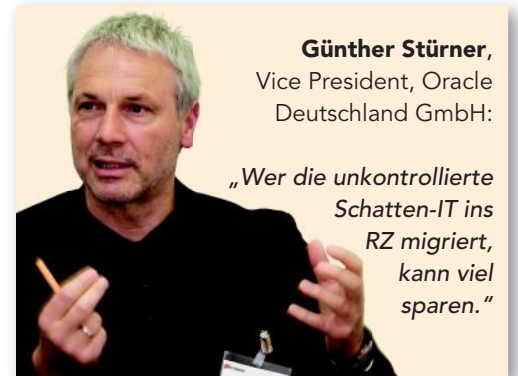 Günther Stürner,
Vice President, Oracle
Deutschland GmbH:
„Wer die unkontrollierte
Schatten-IT ins
RZ migriert,
kann viel
sparen.“